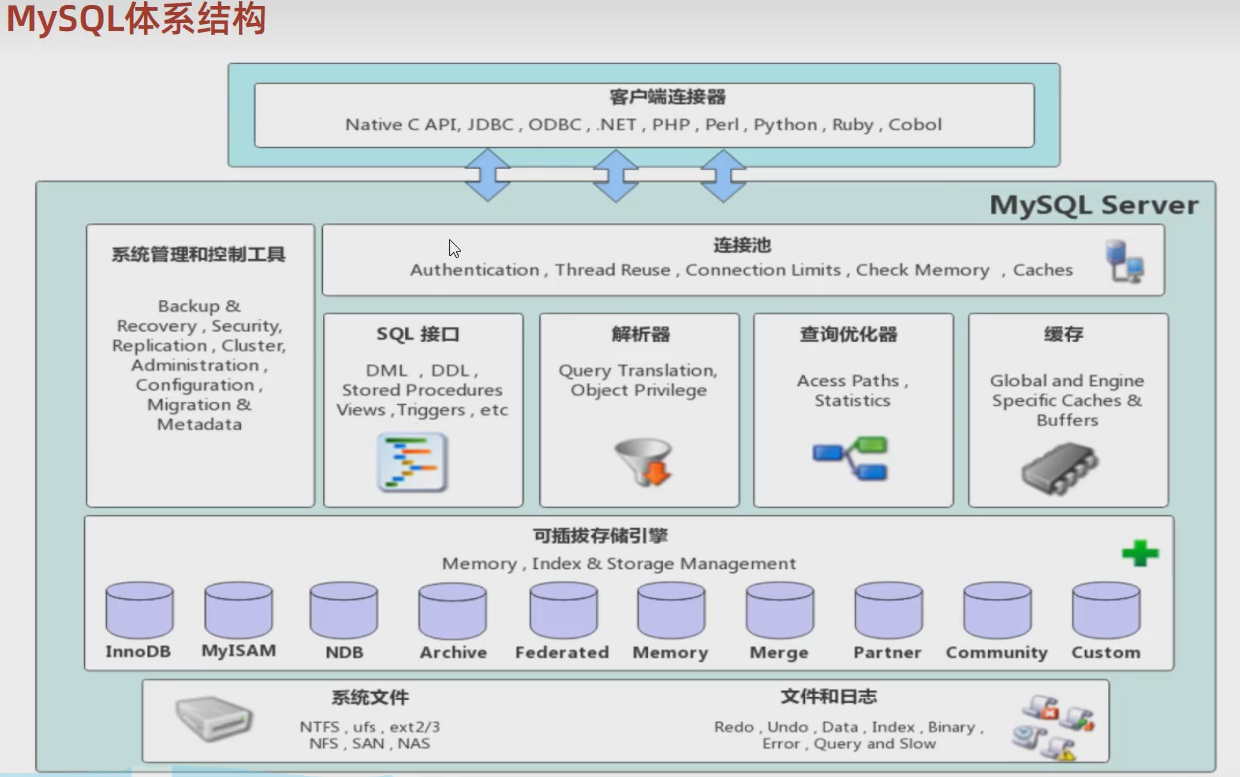 MySQL体系结构
客户端连接器
Native C API, JDBC , ODBC , .NET , PHP , Perl , Python , Ruby , Cobol
MySQL Server
系统管理和控制工具
Backup &
Recovery , Security,
Replication , Cluster,
Administration ,
Configuration ,
Migration &
Metadata
连接池
Authentication , Thread Reuse , Connection Limits , Check Memory , Caches
SQL 接口
DML , DDL ,
Stored Procedures
Views ,Triggers , etc
解析器
Query Translation,
Object Privilege
查询优化器
Acess Paths ,
Statistics
缓存
Global and Engine
Specific Caches &
Buffers
可插拔存储引擎
Memory , Index & Storage Management
InnoDB
MyISAM
NDB
Archive
Federated
Memory
Merge
Partner
Community
Custom
系统文件
NTFS , ufs , ext2/3
NFS , SAN , NAS
文件和日志
Redo , Undo , Data , Index , Binary ,
Error , Query and Slow